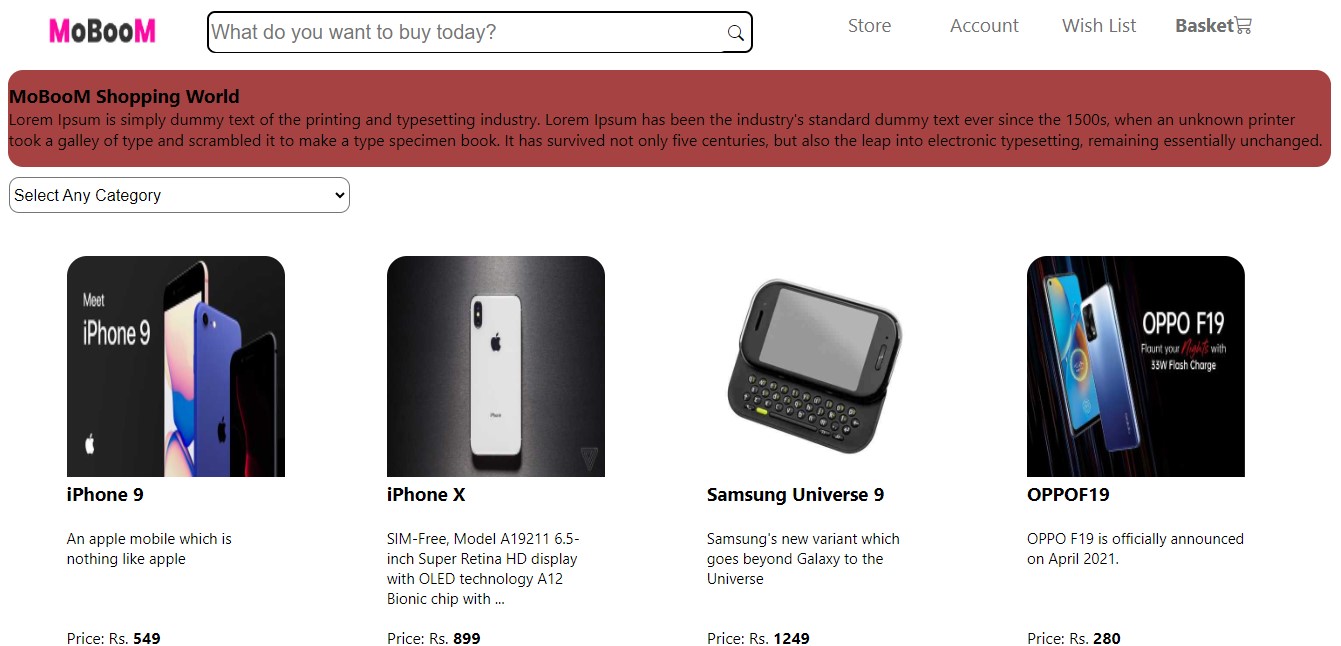 MoBooM
What do you want to buy today?
Store
Account
Wish List
Basket
MoBooM Shopping World
Lorem Ipsum is simply dummy text of the printing and typesetting industry. Lorem Ipsum has been the industry's standard dummy text ever since the 1500s, when an unknown printer
took a galley of type and scrambled it to make a type specimen book. It has survived not only five centuries, but also the leap into electronic typesetting, remaining essentially unchanged.
Select Any Category
Meet
iPhone 9
iPhone
OPPO F19
Flaunt your Nights with
33W Flash Charge
iPhone 9
An apple mobile which is
nothing like apple
Price: Rs. 549
iPhone X
SIM-Free, Model A19211 6.5-
inch Super Retina HD display
with OLED technology A12
Bionic chip with ...
Price: Rs. 899
Samsung Universe 9
Samsung's new variant which
goes beyond Galaxy to the
Universe
Price: Rs. 1249
OPPOF19
OPPO F19 is officially announced
on April 2021.
Price: Rs. 280